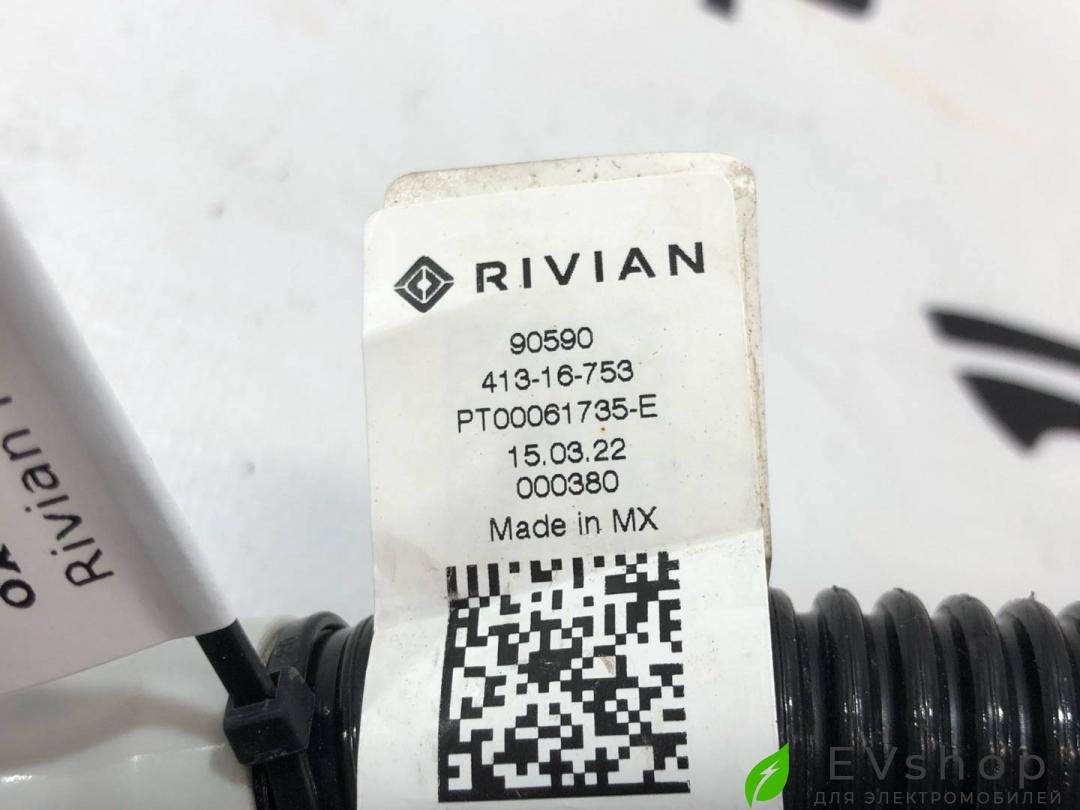 RIVIAN
90590
413-16-753
PT00061735-E
15.03.22
000380
Made in MX
Rivian
EVshop
ДЛЯ ЭЛЕКТРОМОБИЛЕЙ